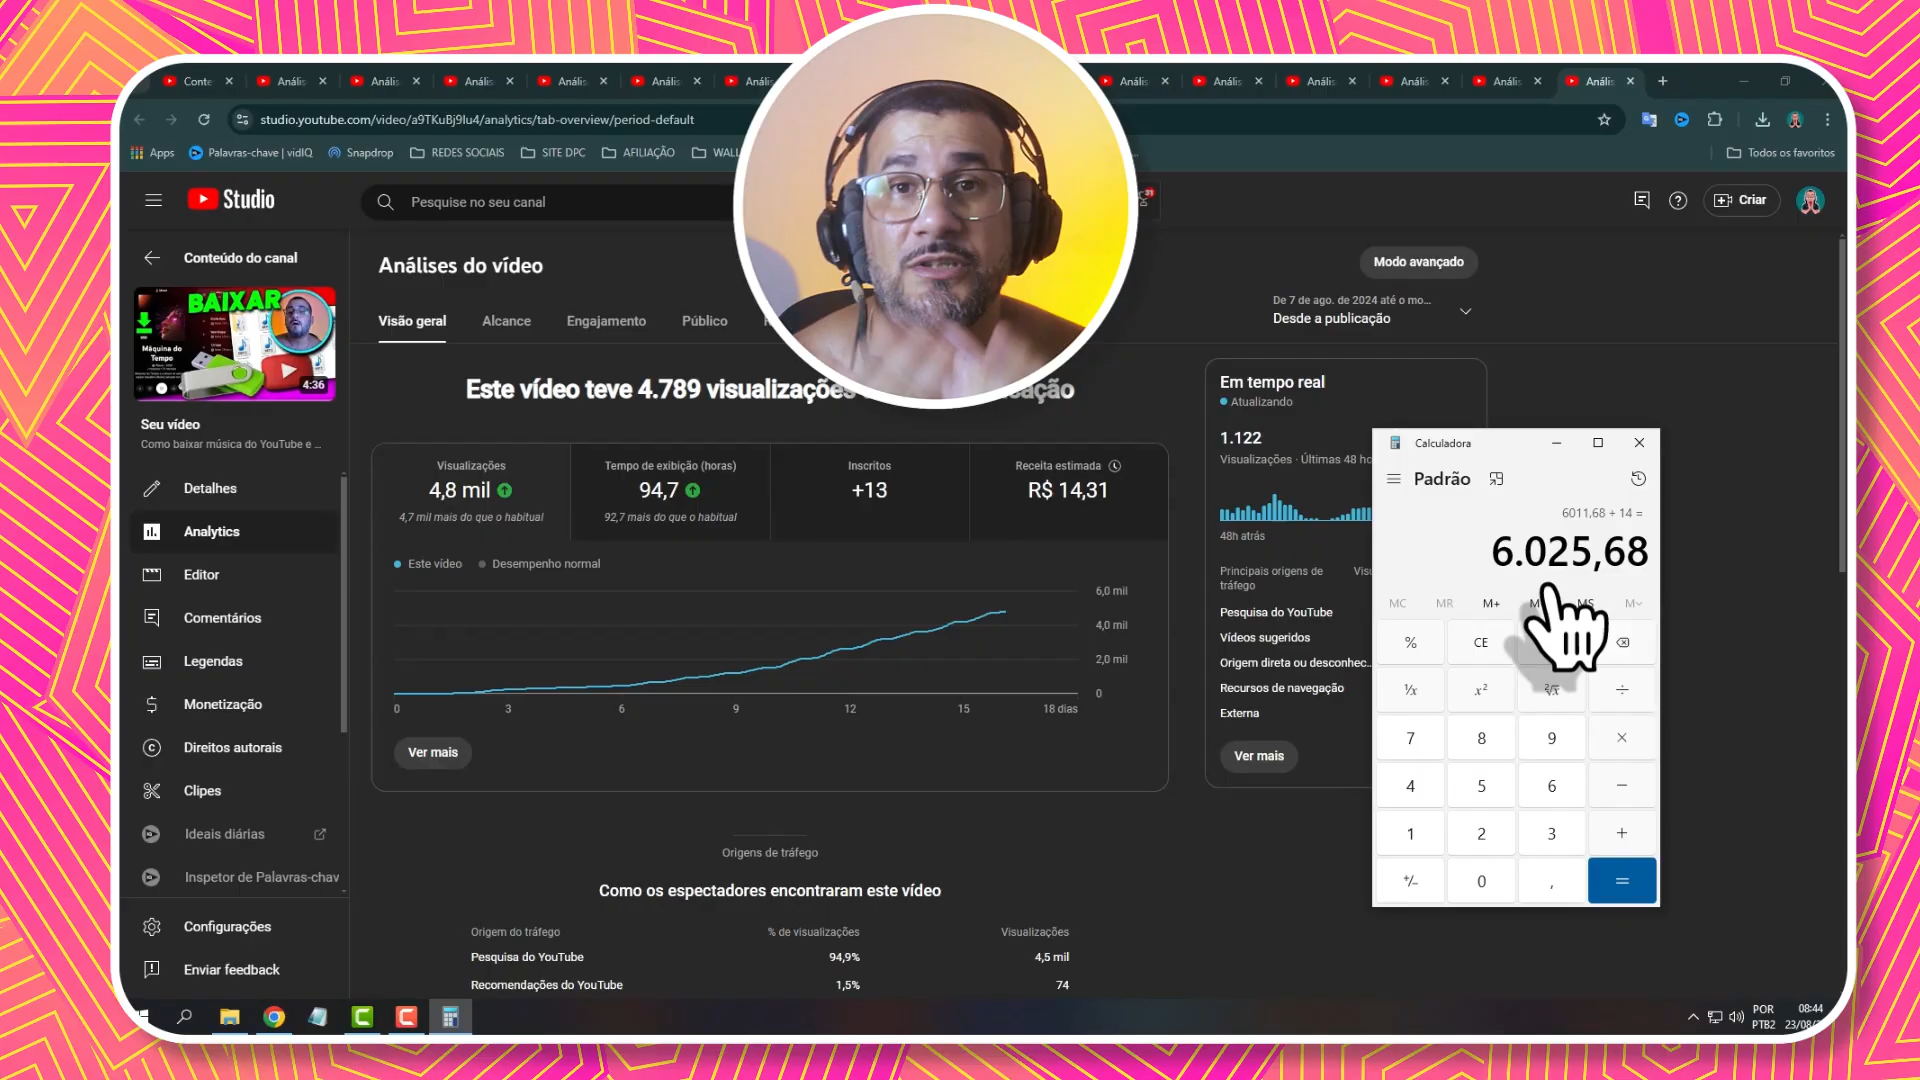 Conte
Anális
Anális
Anális
Anális
Anális
Anális
Anális
Anális
Anális
Anális
Anális
Anális
studio.youtube.com/video/a9TKuBj9lu4/analytics/tab-overview/period-default
Apps
Palavras-chave | vidIQ
Snapdrop
REDES SOCIAIS
SITE DPC
AFILIAÇÃO
WALL
Todos os favoritos
Studio
Pesquise no seu canal
Criar
Conteúdo do canal
BAIXAR
Máquina do
Tempo
4:36
Seu vídeo
Como baixar música do YouTube e ...
Detalhes
Analytics
Editor
Comentários
Legendas
Monetização
Direitos autorais
Clipes
Ideais diárias
Inspetor de Palavras-chav
Configurações
Enviar feedback
Análises do vídeo
Modo avançado
Visão geral
Alcance
Engajamento
Público
De 7 de ago. de 2024 até o mo...
Desde a publicação
Este vídeo teve 4.789 visualizações
Visualizações
4,8 mil
4,7 mil mais do que o habitual
Tempo de exibição (horas)
94,7
92,7 mais do que o habitual
Inscritos
+13
Receita estimada
R$ 14,31
Este vídeo
Desempenho normal
6,0 mil
4,0 mil
2,0 mil
0
0
3
6
9
12
15
18 dias
Ver mais
Origens de tráfego
Como os espectadores encontraram este vídeo
Origem do tráfego
% de visualizações
Visualizações
Pesquisa do YouTube
94,9%
4,5 mil
Recomendações do YouTube
1,5%
74
Em tempo real
Atualizando
1.122
Visualizações · Últimas 48 ho
48h atrás
Principais origens de
tráfego
Pesquisa do YouTube
Vídeos sugeridos
Origem direta ou desconhec...
Recursos de navegação
Externa
Ver mais
Calculadora
Padrão
6011,68 + 14 =
6.025,68
MC
MR
M+
MS
M
%
CE
¹/x
x²
²√x
÷
7
8
9
×
4
5
6
−
1
2
3
+
+/−
0
,
=
POR
PTB2
08:44
23/08/